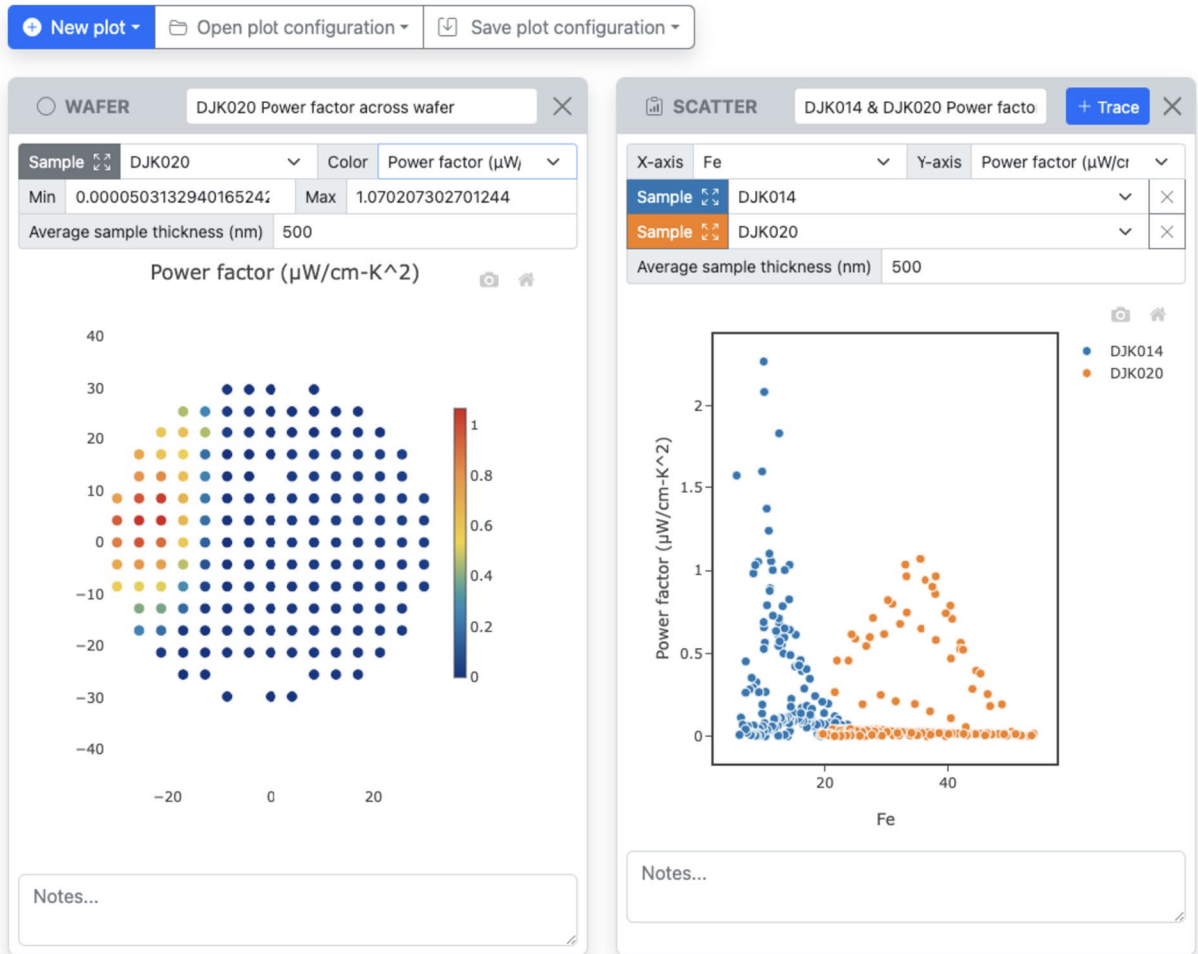 New plot
Open plot configuration
Save plot configuration
WAFER
DJK020 Power factor across wafer
Sample
DJK020
Color
Power factor (μW/
Min
0.0000503132940165242
Max
1.070207302701244
Average sample thickness (nm)
500
Power factor (μW/cm-K^2)
40
30
20
10
0
−10
−20
−30
−40
−20
0
20
1
0.8
0.6
0.4
0.2
0
Notes...
SCATTER
DJK014 & DJK020 Power facto
+ Trace
X-axis
Fe
Y-axis
Power factor (μW/cr
Sample
DJK014
Sample
DJK020
Average sample thickness (nm)
500
DJK014
DJK020
Power factor (μW/cm-K^2)
2
1.5
1
0.5
0
20
40
Fe
Notes...